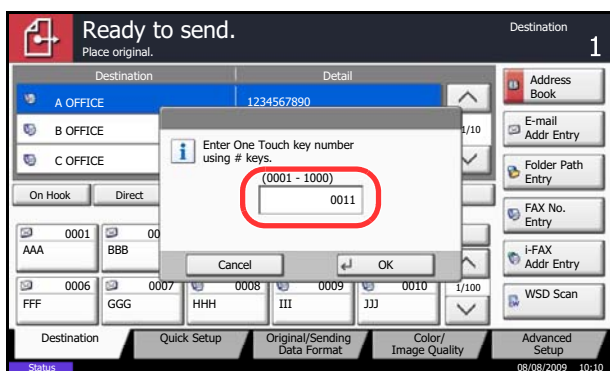 Ready to send.
Place original.
Destination
1
Destination
Detail
A OFFICE
1234567890
B OFFICE
C OFFICE
1/10
Enter One Touch key number
using # keys.
(0001 - 1000)
0011
Cancel
OK
On Hook
Direct
0001
AAA
00
BBB
0006
FFF
0007
GGG
0008
HHH
0009
III
0010
JJJ
1/100
Address
Book
E-mail
Addr Entry
Folder Path
Entry
FAX No.
Entry
i-FAX
Addr Entry
WSD Scan
Destination
Quick Setup
Original/Sending
Data Format
Color/
Image Quality
Advanced
Setup
Status
08/08/2009 10:10